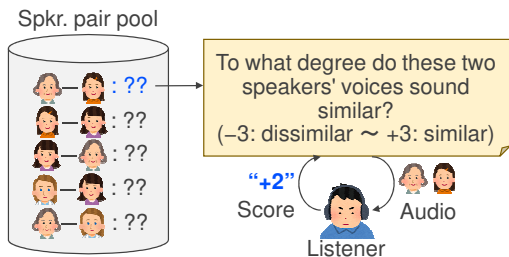 Spkr. pair pool
: ??
: ??
: ??
: ??
: ??
To what degree do these two
speakers' voices sound
similar?
(−3: dissimilar ～ +3: similar)
“+2”
Score
Audio
Listener